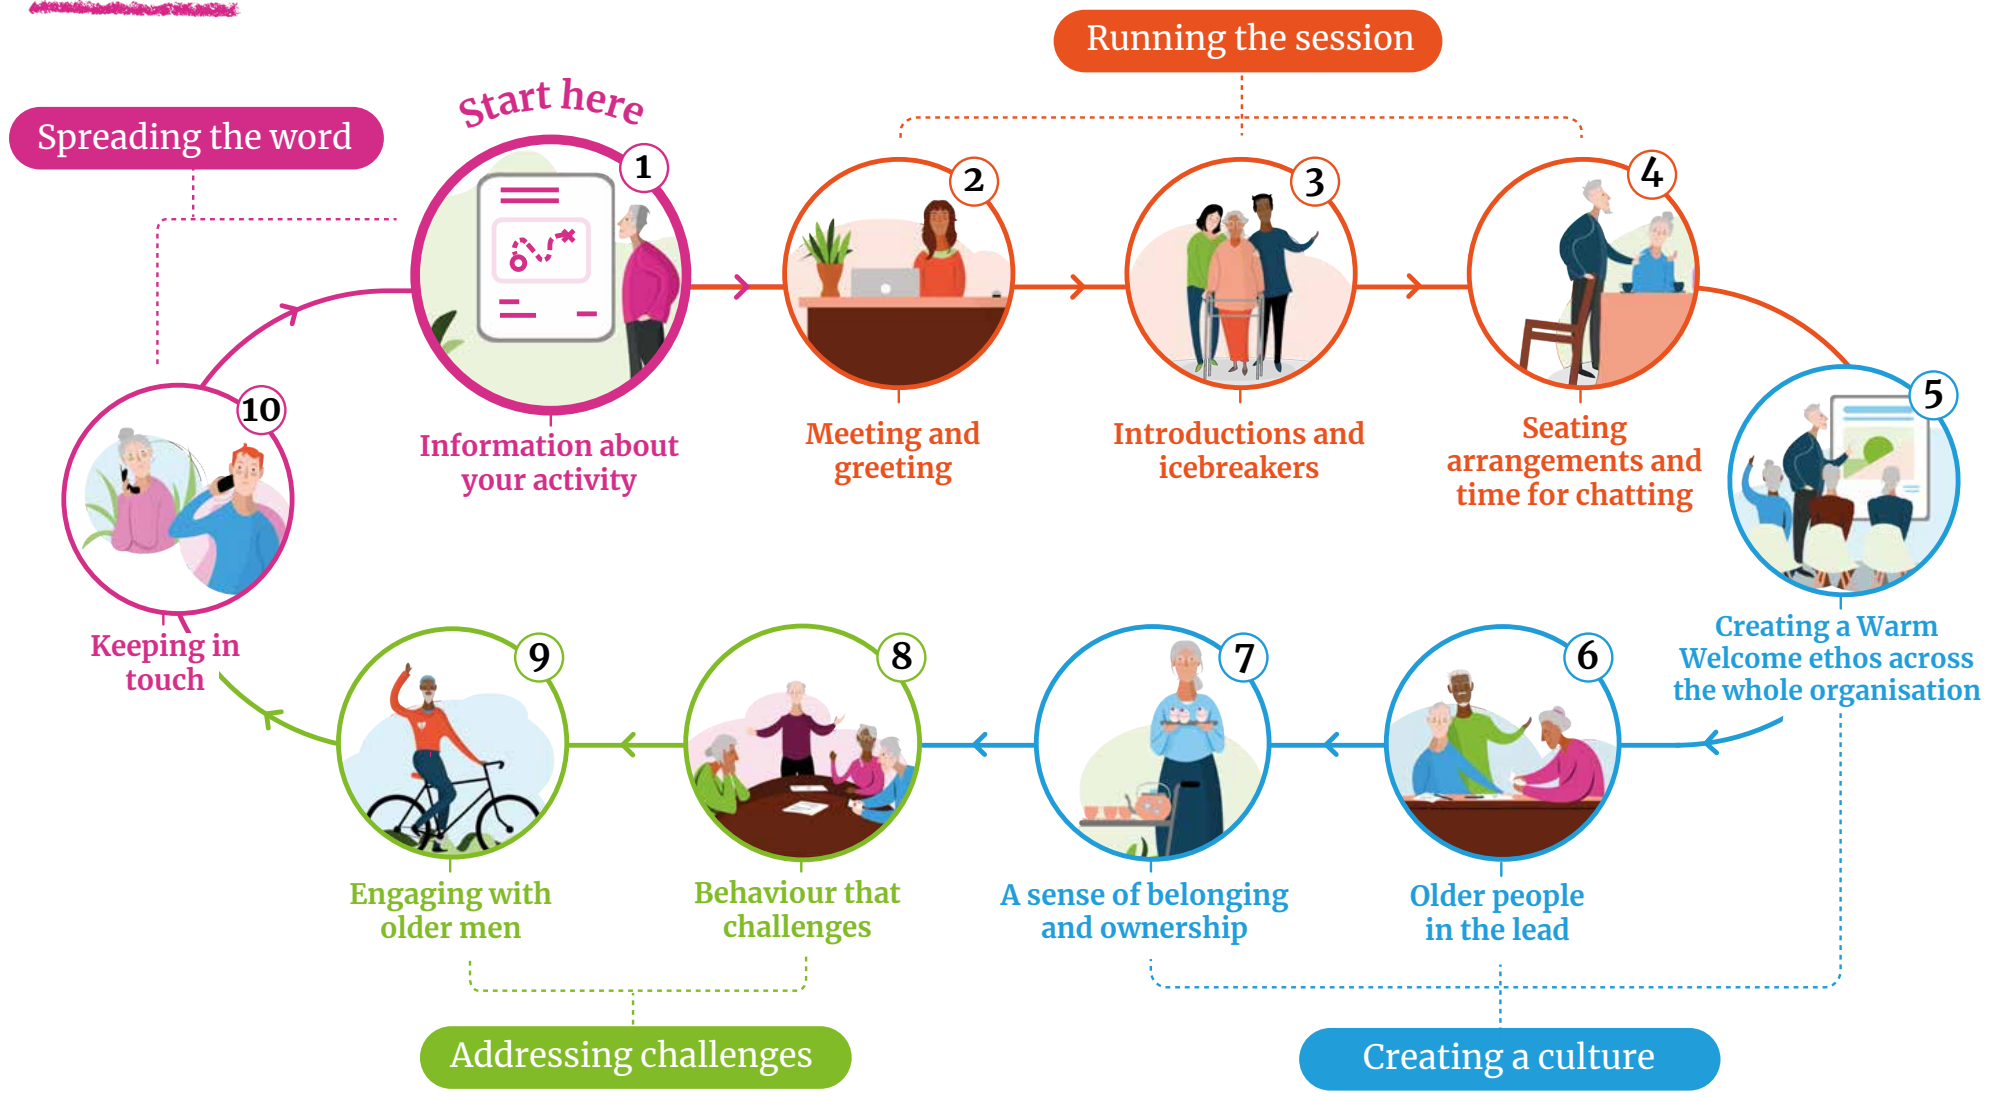 Running the session
Spreading the word
Start here
1
Information about
your activity
2
Meeting and
greeting
3
Introductions and
icebreakers
4
Seating
arrangements and
time for chatting
5
Creating a Warm
Welcome ethos across
the whole organisation
6
Older people
in the lead
7
A sense of belonging
and ownership
8
Behaviour that
challenges
9
Engaging with
older men
10
Keeping in
touch
Addressing challenges
Creating a culture